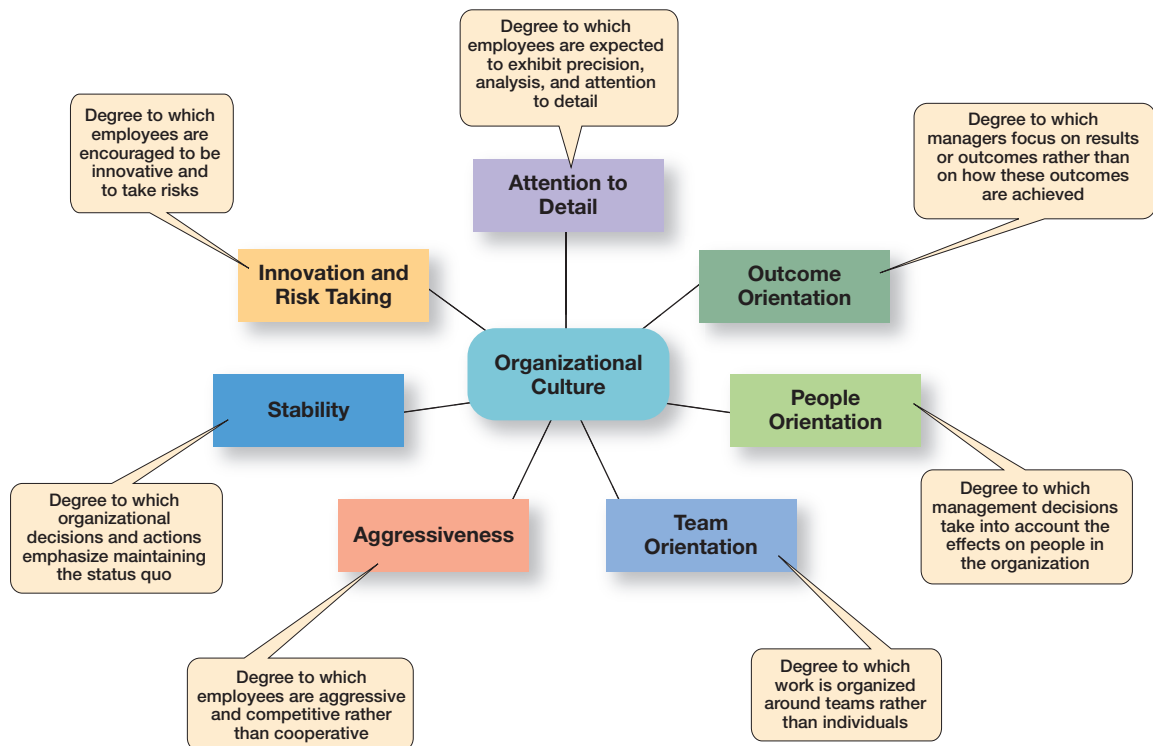 Degree to which
employees are expected
to exhibit precision,
analysis, and attention
to detail
Degree to which
employees are
encouraged to be
innovative and
to take risks
Degree to which
managers focus on results
or outcomes rather than
on how these outcomes
are achieved
Attention to
Detail
Innovation and
Risk Taking
Outcome
Orientation
Organizational
Culture
Stability
People
Orientation
Degree to which
organizational
decisions and actions
emphasize maintaining
the status quo
Aggressiveness
Team
Orientation
Degree to which
management decisions
take into account the
effects on people in
the organization
Degree to which
employees are aggressive
and competitive rather
than cooperative
Degree to which
work is organized
around teams rather
than individuals